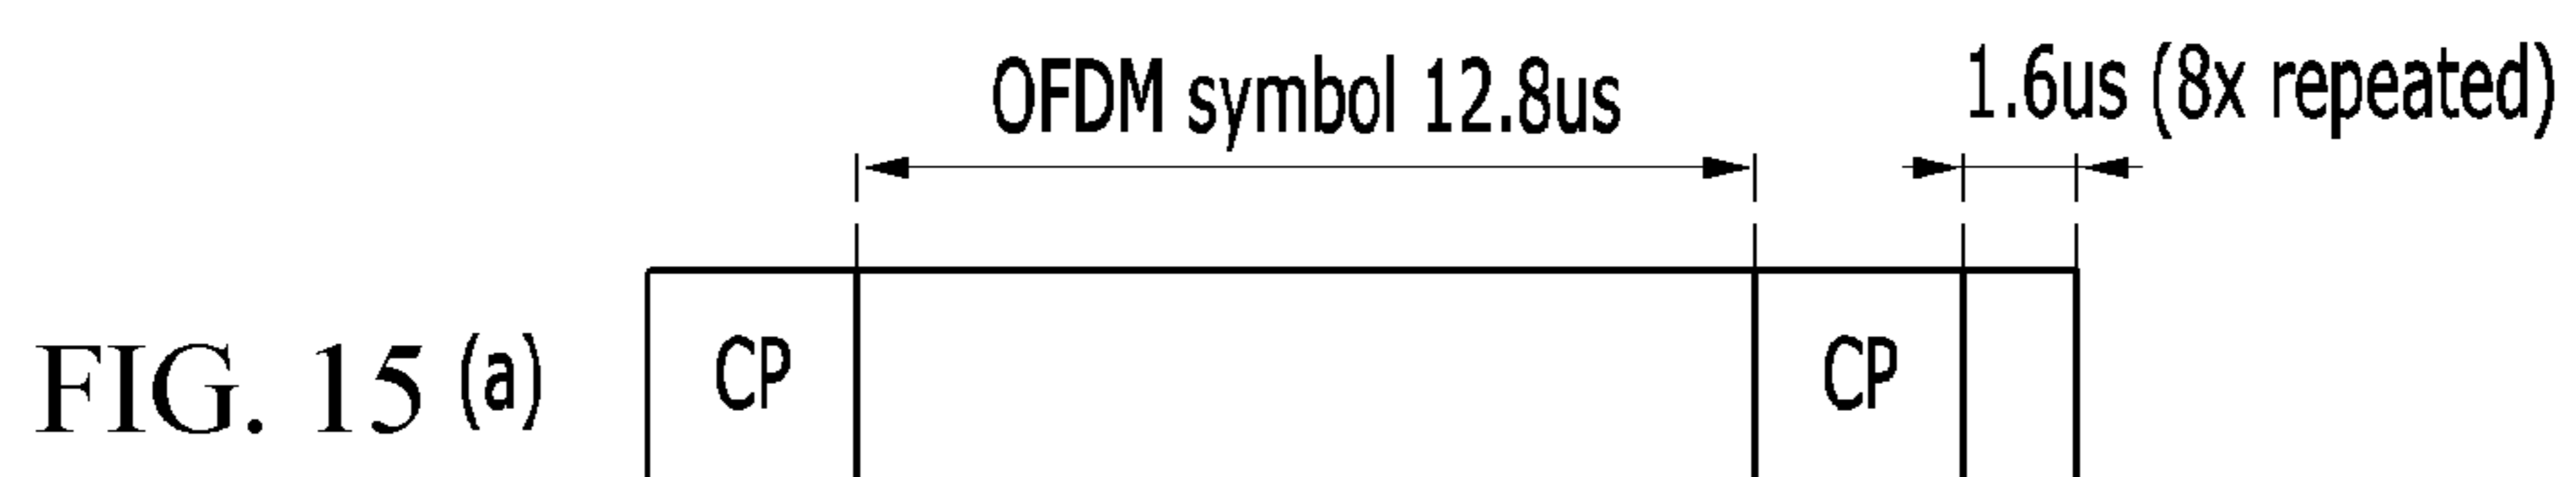 OFDM symbol 12.8us
1.6us (8x repeated)
FIG. 15 (a)
CP
CP